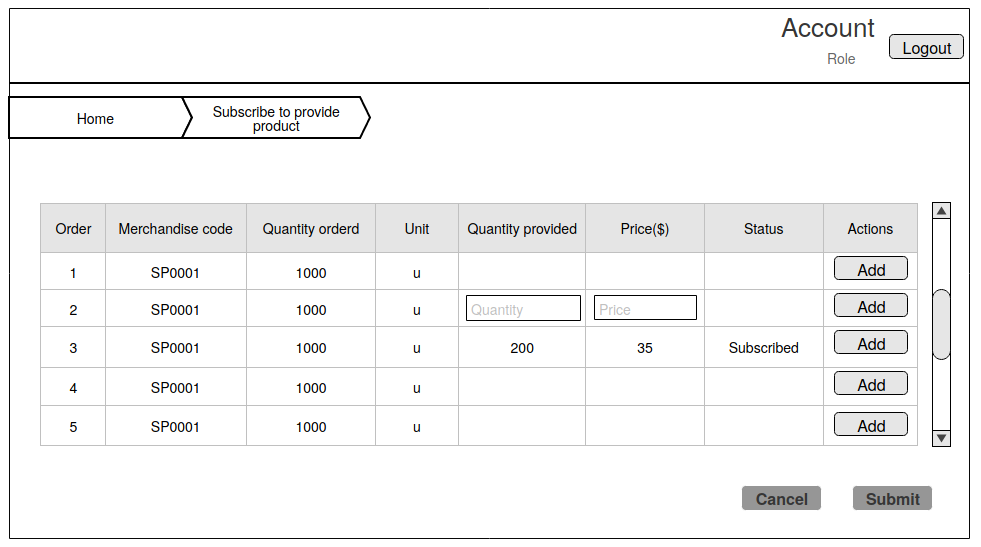 Account
Role
Logout
Home
Subscribe to provide
product
Order Merchandise code Quantity orderd Unit Quantity provided Price($) Status Actions
1 SP0001 1000 u Add
2 SP0001 1000 u Quantity Price Add
3 SP0001 1000 u 200 35 Subscribed Add
4 SP0001 1000 u Add
5 SP0001 1000 u Add
Cancel Submit